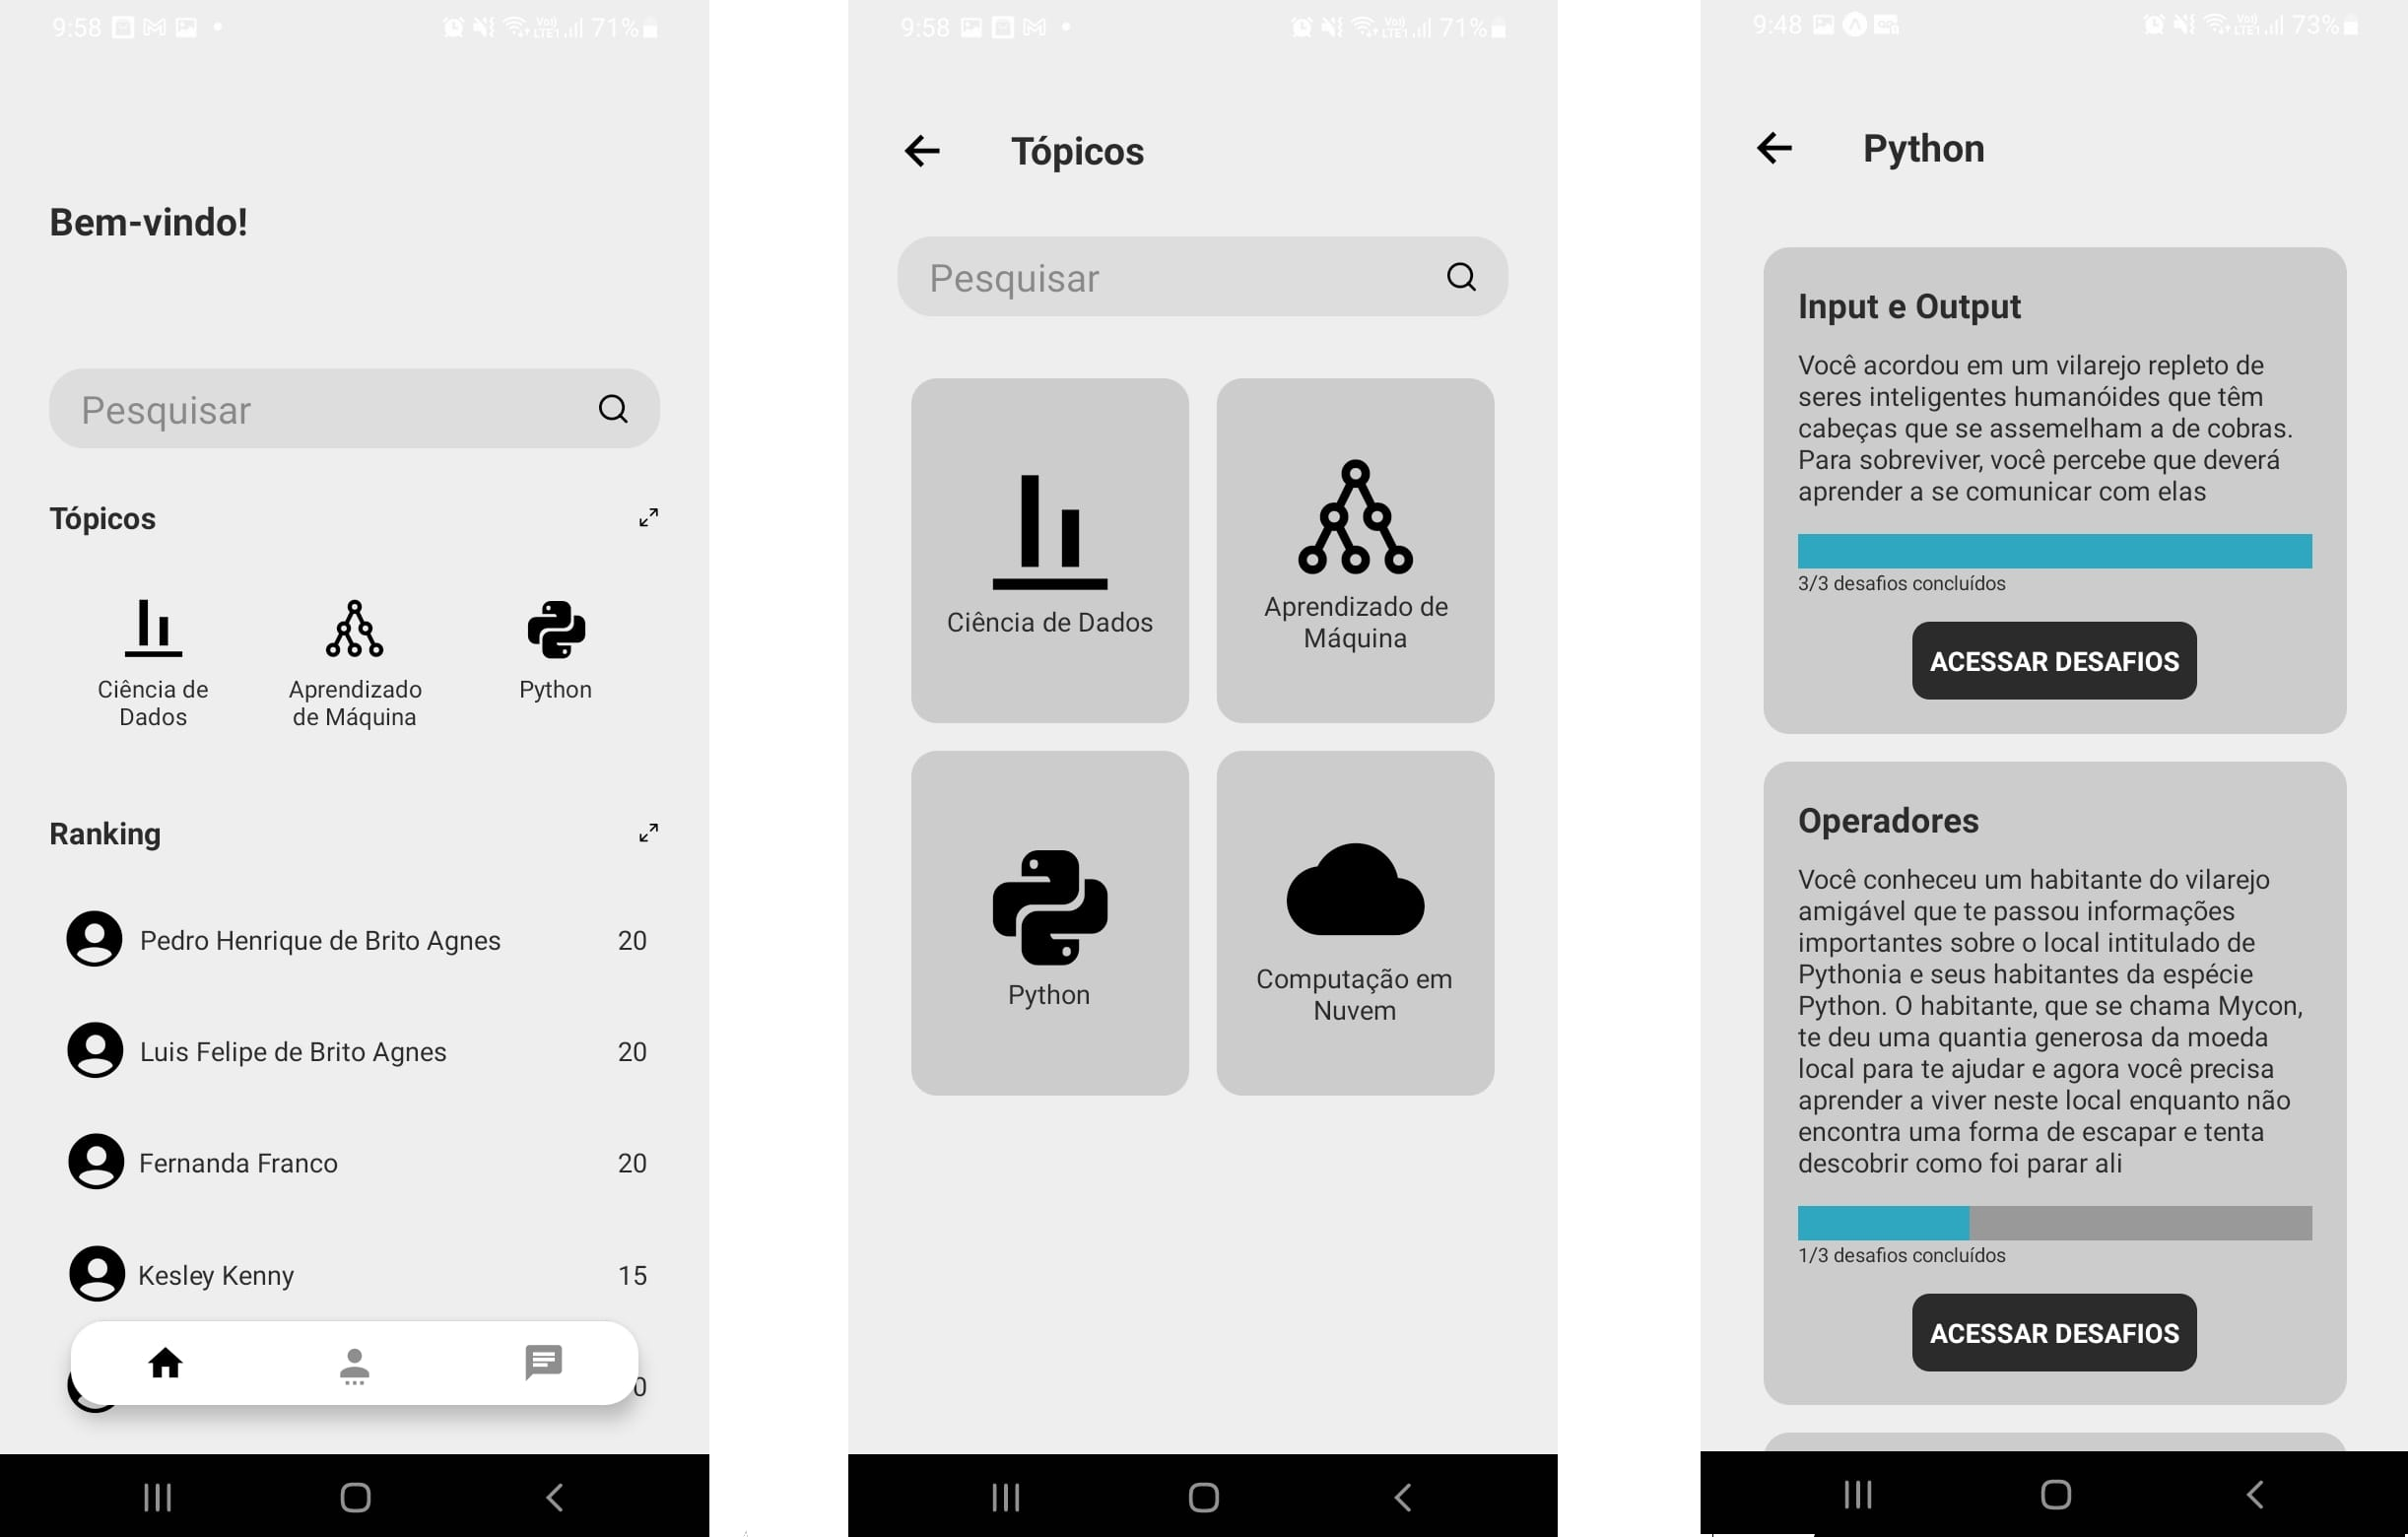 9:58
71%
Bem-vindo!
Pesquisar
Tópicos
Ciência de
Dados
Aprendizado
de Máquina
Python
Ranking
Pedro Henrique de Brito Agnes 20
Luis Felipe de Brito Agnes 20
Fernanda Franco 20
Kesley Kenny 15
0
9:58
71%
Tópicos
Pesquisar
Ciência de Dados
Aprendizado de
Máquina
Python
Computação em
Nuvem
9:48
73%
Python
Input e Output
Você acordou em um vilarejo repleto de
seres inteligentes humanóides que têm
cabeças que se assemelham a de cobras.
Para sobreviver, você percebe que deverá
aprender a se comunicar com elas
3/3 desafios concluídos
ACESSAR DESAFIOS
Operadores
Você conheceu um habitante do vilarejo
amigável que te passou informações
importantes sobre o local intitulado de
Pythonia e seus habitantes da espécie
Python. O habitante, que se chama Mycon,
te deu uma quantia generosa da moeda
local para te ajudar e agora você precisa
aprender a viver neste local enquanto não
encontra uma forma de escapar e tenta
descobrir como foi parar ali
1/3 desafios concluídos
ACESSAR DESAFIOS